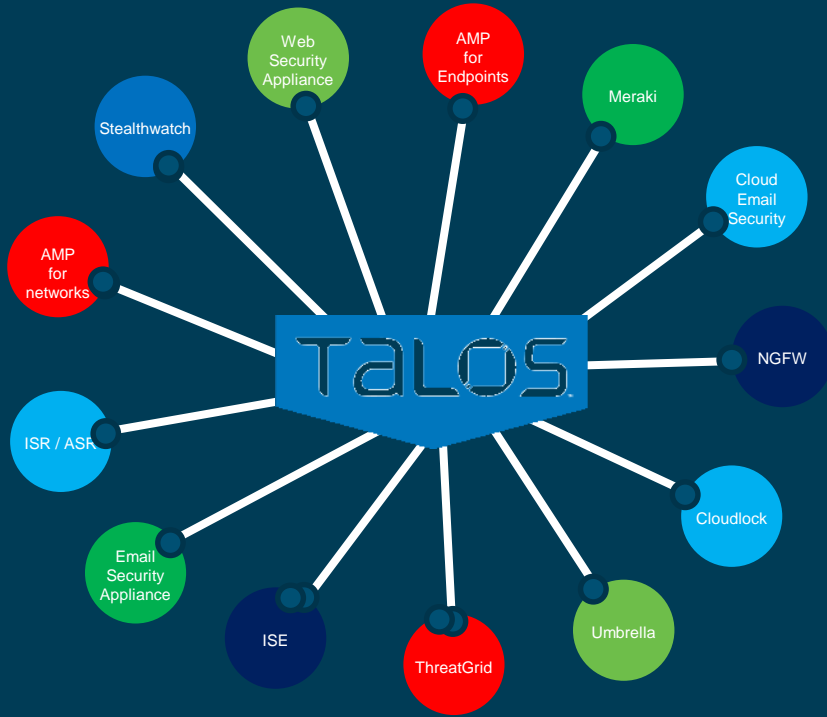 Web
Security
Appliance
AMP
for
Endpoints
Meraki
Stealthwatch
Cloud
Email
Security
AMP
for
networks
NGFW
TaLOS
ISR / ASR
Cloudlock
Email
Security
Appliance
ISE
ThreatGrid
Umbrella